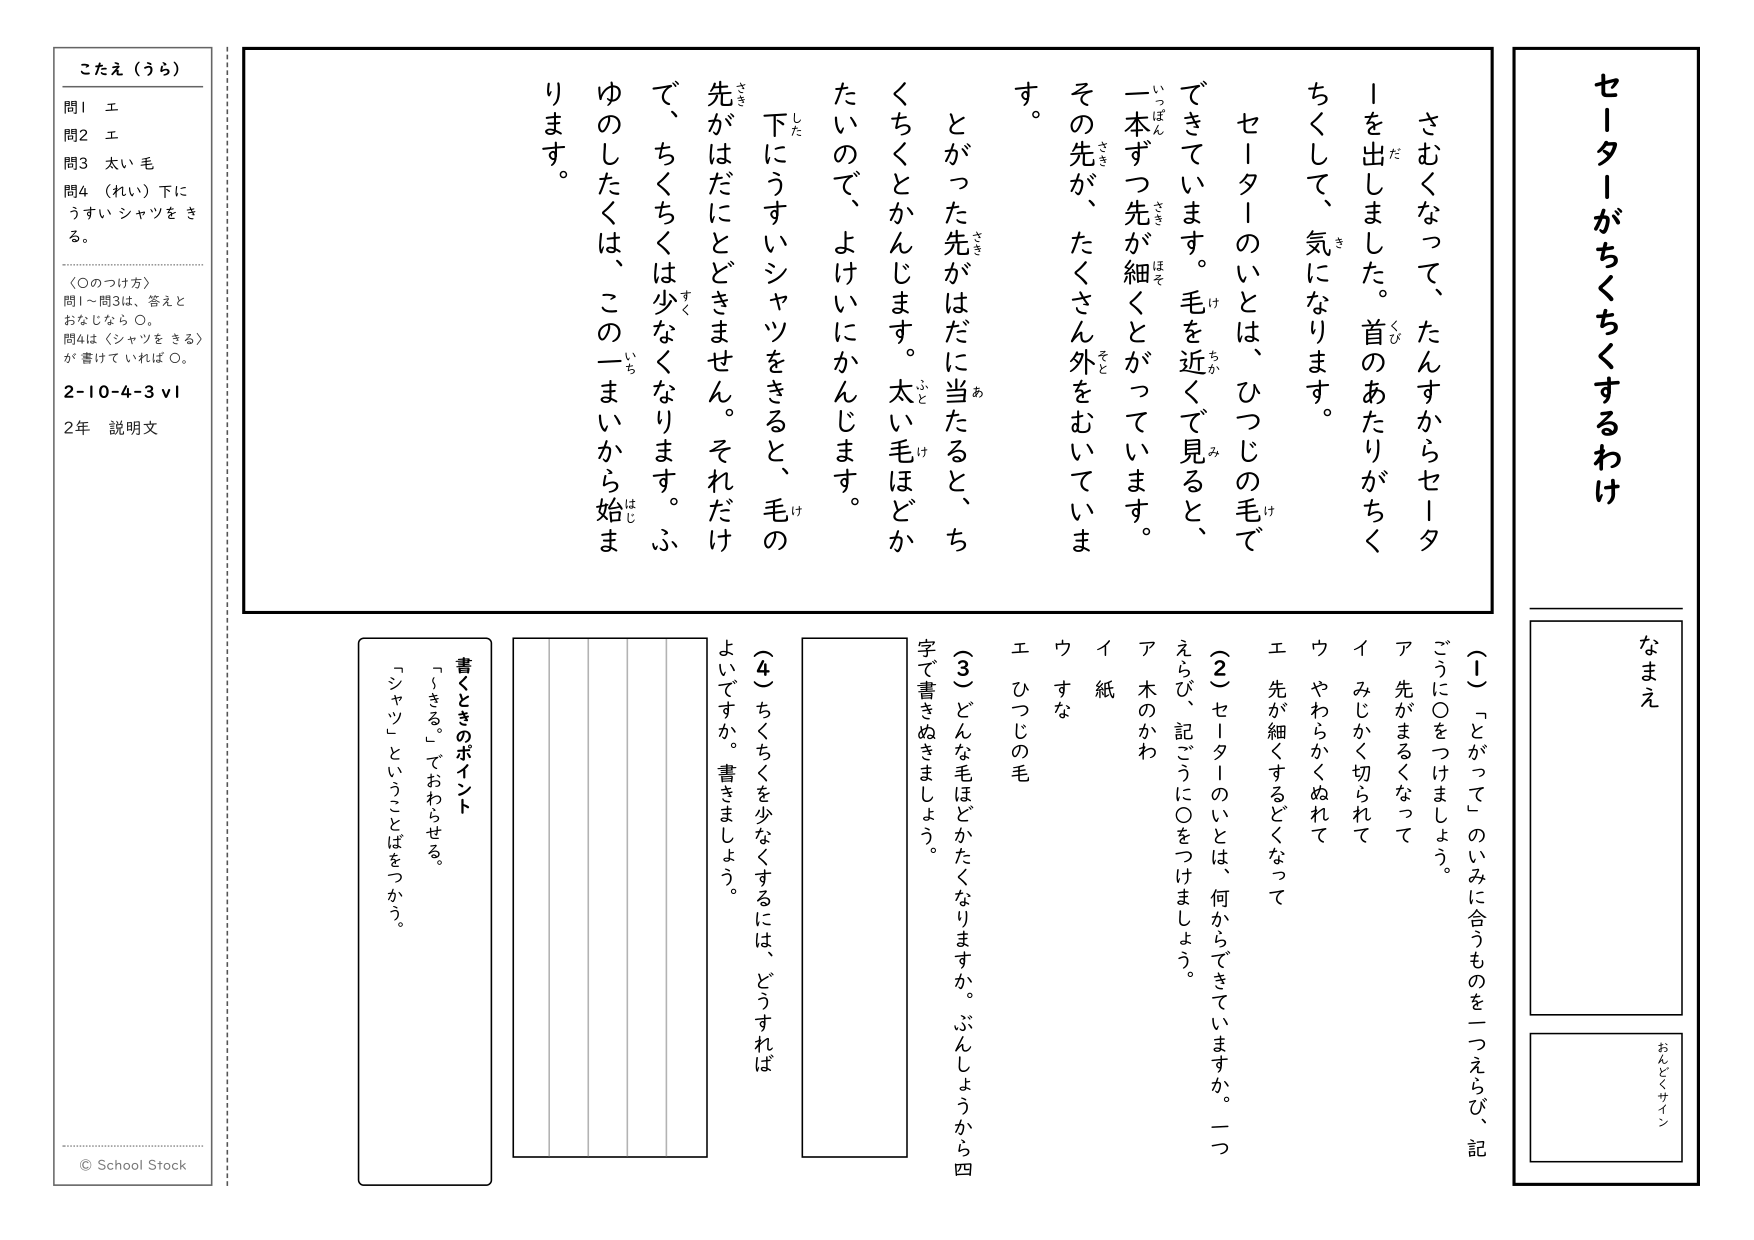 セーターがちくちくするわけ
なまえ
おんどくサイン
さむくなって、たんすからセータ
ーを出しました。首のあたりがちく
ちくして、気になります。
セーターのいとは、ひつじの毛で
できています。毛を近くで見ると、
一本ずつ先が細くとがっています。
その先が、たくさん外をむいていま
す。
とがった先がはだに当たると、ち
くちくとかんじます。太い毛ほどか
たいので、よけいにかんじます。
下にうすいシャツをきると、毛の
先がはだにとどきません。それだけ
で、ちくちくは少なくなります。ふ
ゆのしたくは、この一まいから始ま
ります。
(1)「とがって」のいみに合うものを一つえらび、記
ごうに〇をつけましょう。
ア 先がまるくなって
イ みじかく切られて
ウ やわらかくぬれて
エ 先が細くするどくなって
(2)セーターのいとは、何からできていますか。一つ
えらび、記ごうに〇をつけましょう。
ア 木のかわ
イ 紙
ウ すな
エ ひつじの毛
(3)どんな毛ほどかたくなりますか。ぶんしょうから四
字で書きぬきましょう。
(4)ちくちくを少なくするには、どうすれば
よいですか。書きましょう。
書くときのポイント
「〜きる。」でおわらせる。
「シャツ」ということばをつかう。
こたえ（うら）
問1 エ
問2 エ
問3 太い 毛
問4 （れい）下に
うすい シャツを き
る。
〈〇のつけ方〉
問1〜問3は、答えと
おなじなら 〇。
問4は〈シャツを きる〉
が 書けて いれば 〇。
2-10-4-3 v1
2年 説明文
© School Stock